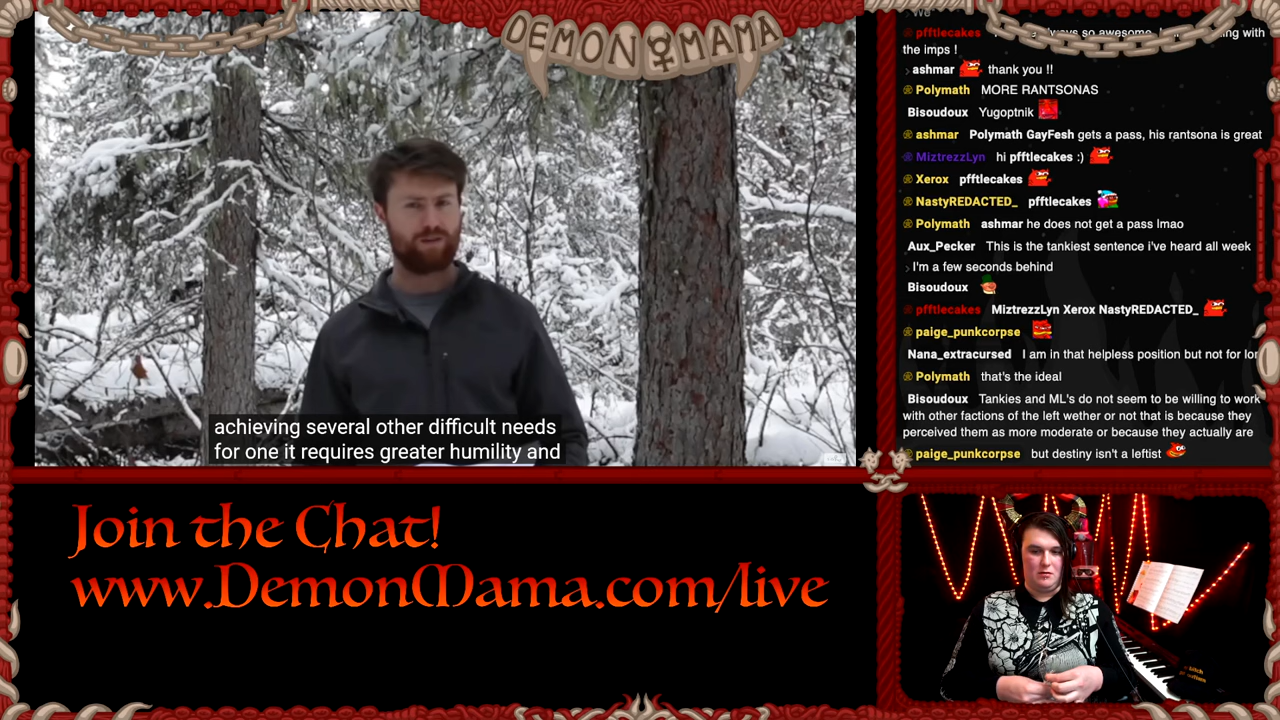 DEMON MAMA
We
pfftlecakes so awesome with
the imps !
ashmar thank you !!
Polymath MORE RANTSONAS
Bisoudoux Yugoptnik
ashmar Polymath GayFesh gets a pass, his rantsona is great
MiztrezzLyn hi pfftlecakes :)
Xerox pfftlecakes
NastyREDACTED_ pfftlecakes
Polymath ashmar he does not get a pass lmao
Aux_Pecker This is the tankiest sentence i've heard all week
I'm a few seconds behind
Bisoudoux
pfftlecakes MiztrezzLyn Xerox NastyREDACTED_
paige_punkcorpse
Nana_extracursed I am in that helpless position but not for
Polymath that's the ideal
Bisoudoux Tankies and ML's do not seem to be willing to work
with other factions of the left wether or not that is because they
perceived them as more moderate or because they actually are
paige_punkcorpse but destiny isn't a leftist
achieving several other difficult needs
for one it requires greater humility and
Join the Chat!
www.DemonMama.com/live